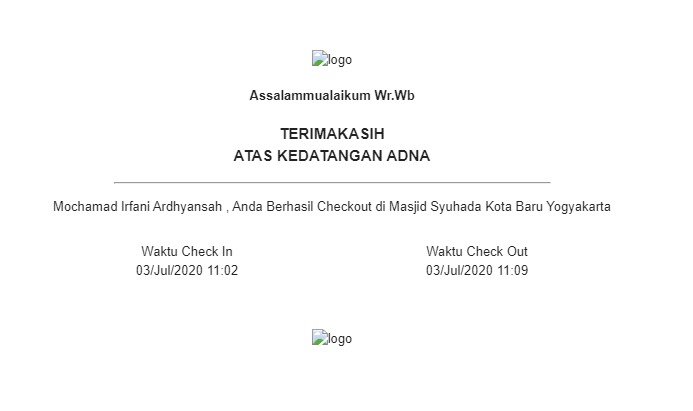 logo
Assalammualaikum Wr.Wb
TERIMAKASIH
ATAS KEDATANGAN ADNA
Mochamad Irfani Ardhyansah , Anda Berhasil Checkout di Masjid Syuhada Kota Baru Yogyakarta
Waktu Check In
03/Jul/2020 11:02
Waktu Check Out
03/Jul/2020 11:09
logo